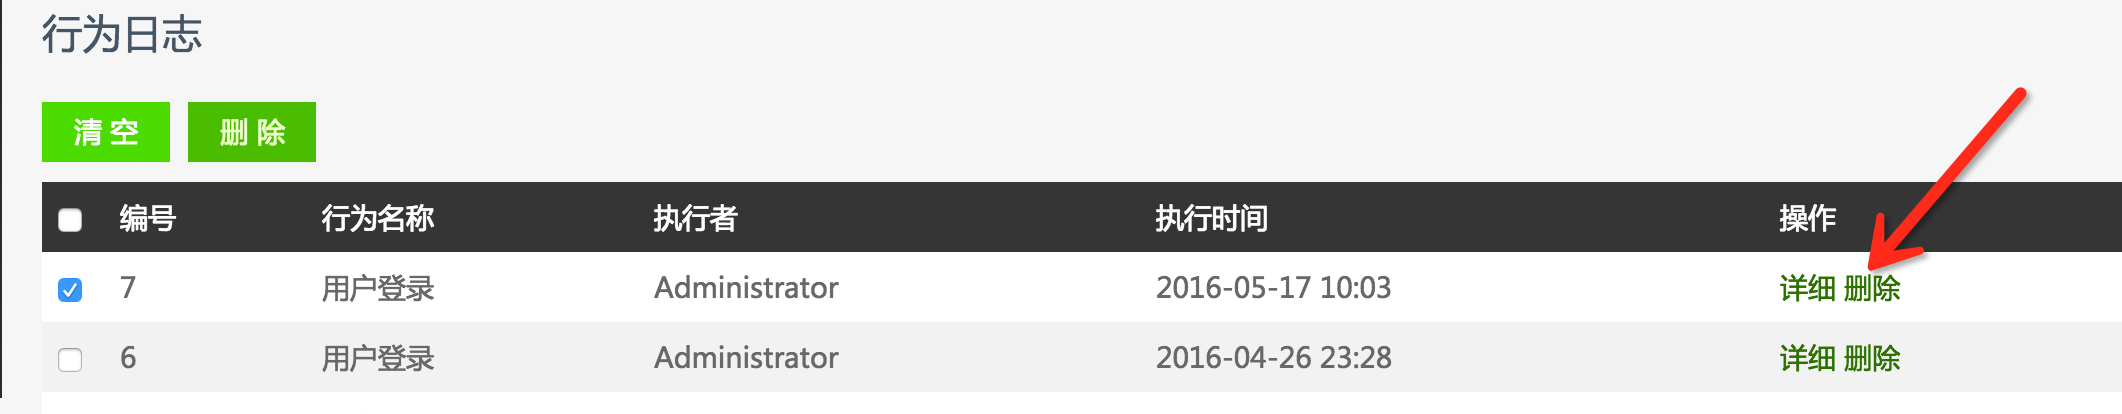 行为日志
清 空 删 除
编号 行为名称 执行者 执行时间 操作
7 用户登录 Administrator 2016-05-17 10:03 详细 删除
6 用户登录 Administrator 2016-04-26 23:28 详细 删除